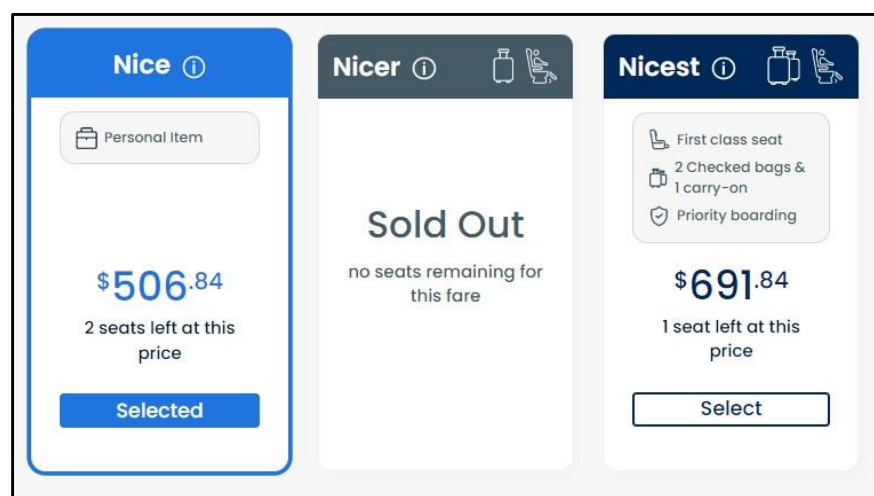 Nice
Personal Item
$506.84
2 seats left at this
price
Selected
Nicer
Sold Out
no seats remaining for
this fare
Nicest
First class seat
2 Checked bags &
1 carry-on
Priority boarding
$691.84
1 seat left at this
price
Select